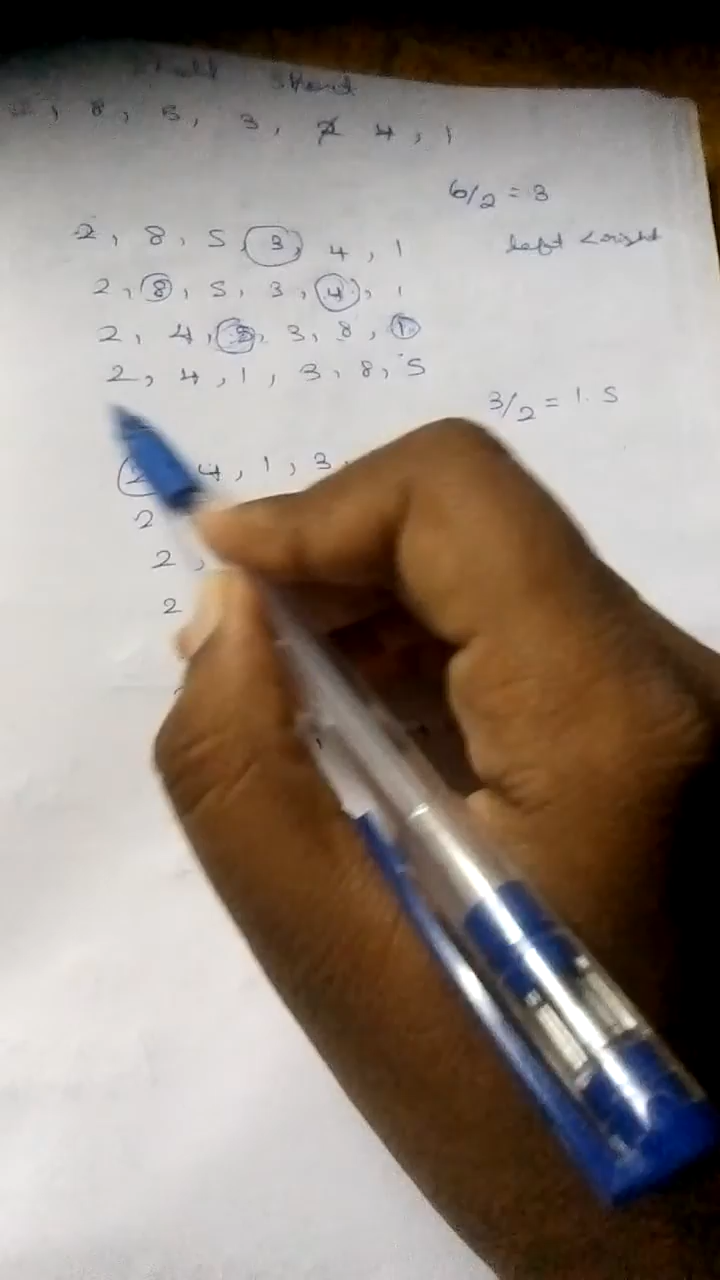 8, 5, 3, 4, 1
6/2 = 3
2, 8, 5, 3, 4, 1
left < right
2, 8, 5, 3, 4, 1
2, 4, 5, 3, 8, 1
2, 4, 1, 3, 8, 5
3/2 = 1.5
2 4, 1, 3,
2
2,
2